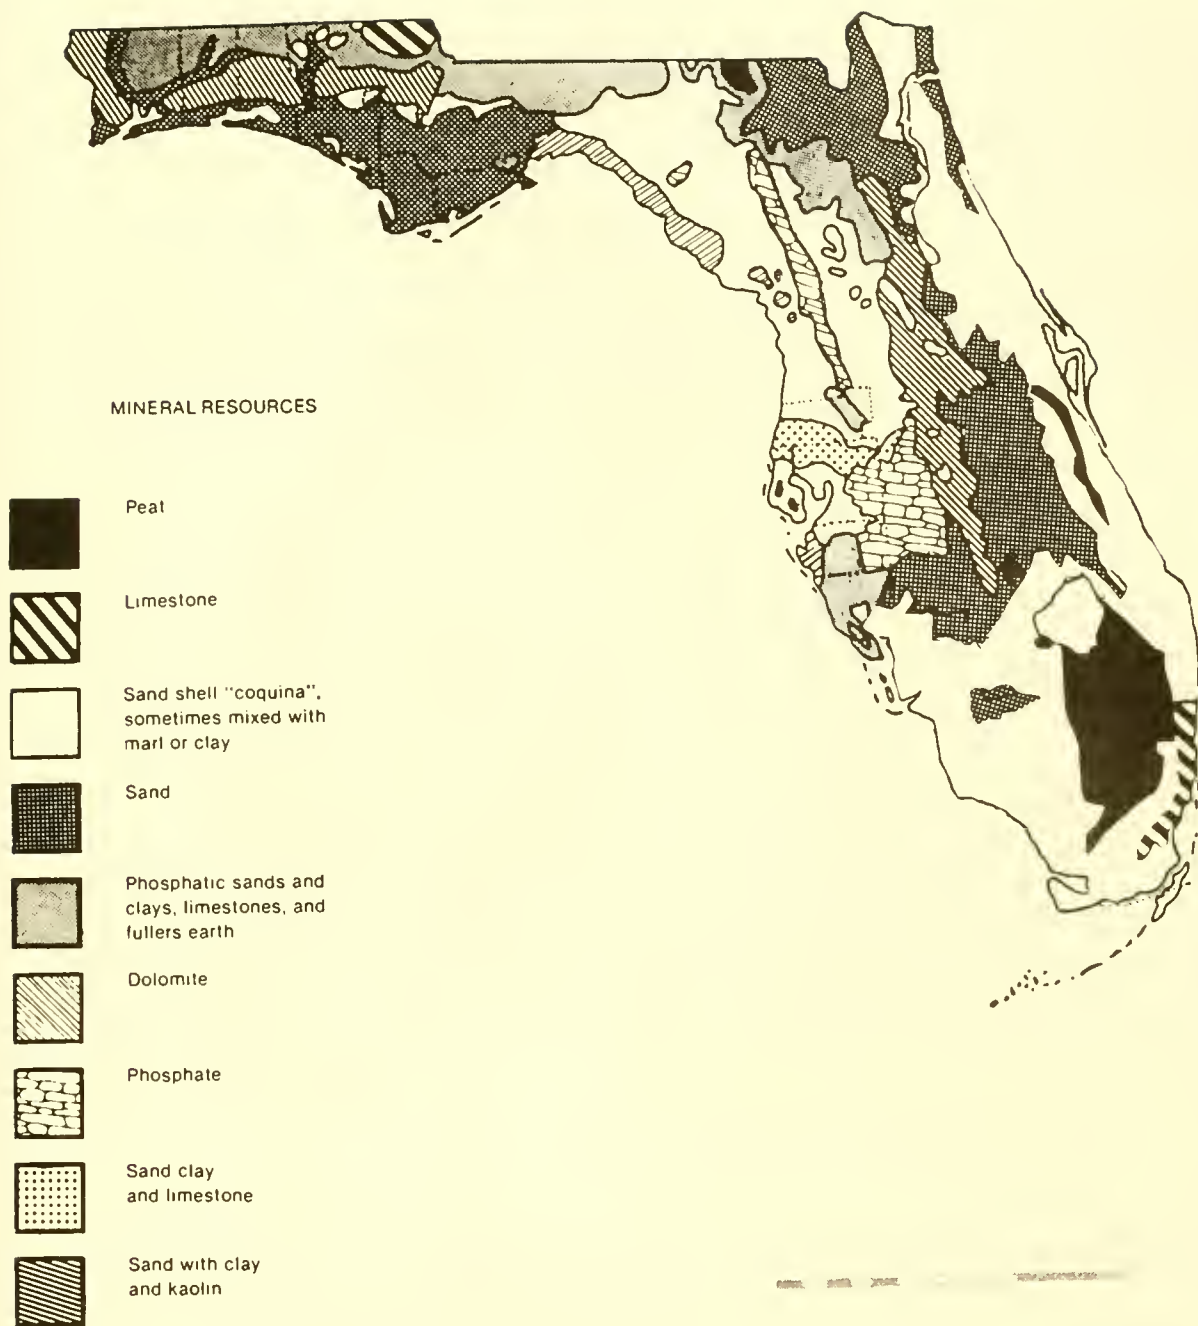 MINERAL RESOURCES
Peat
Limestone
Sand shell "coquina",
sometimes mixed with
marl or clay
Sand
Phosphatic sands and
clays, limestones, and
fullers earth
Dolomite
Phosphate
Sand clay
and limestone
Sand with clay
and kaolin